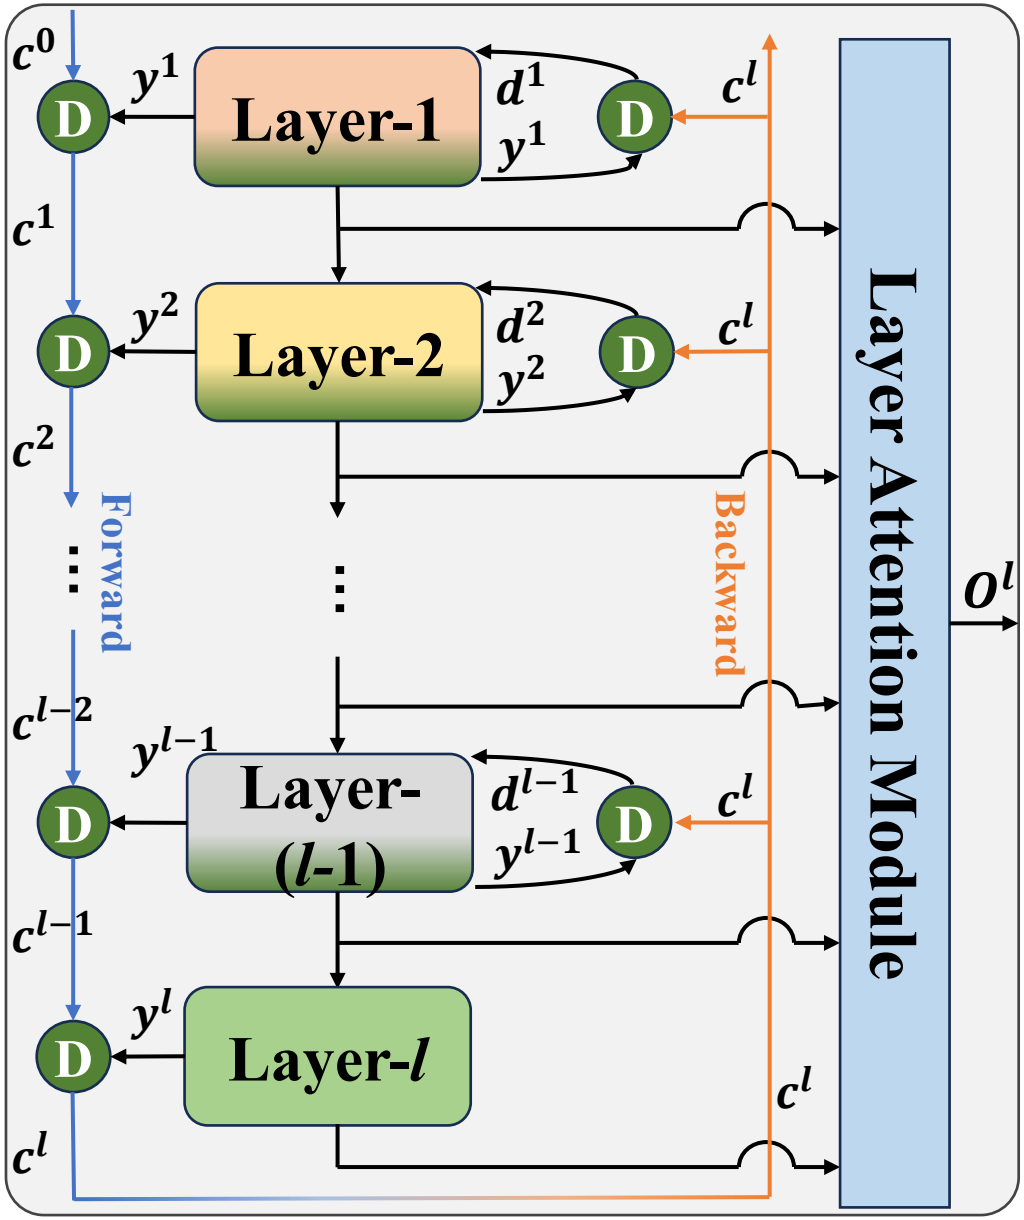 c⁰
D
y¹
Layer-1
d¹
y¹
D
cˡ
c¹
D
y²
Layer-2
d²
y²
D
cˡ
c²
Forward
⋮
⋮
Backward
Layer Attention Module
Oˡ
cˡ⁻²
D
yˡ⁻¹
Layer-
(l-1)
dˡ⁻¹
yˡ⁻¹
D
cˡ
cˡ⁻¹
D
yˡ
Layer-l
cˡ
cˡ